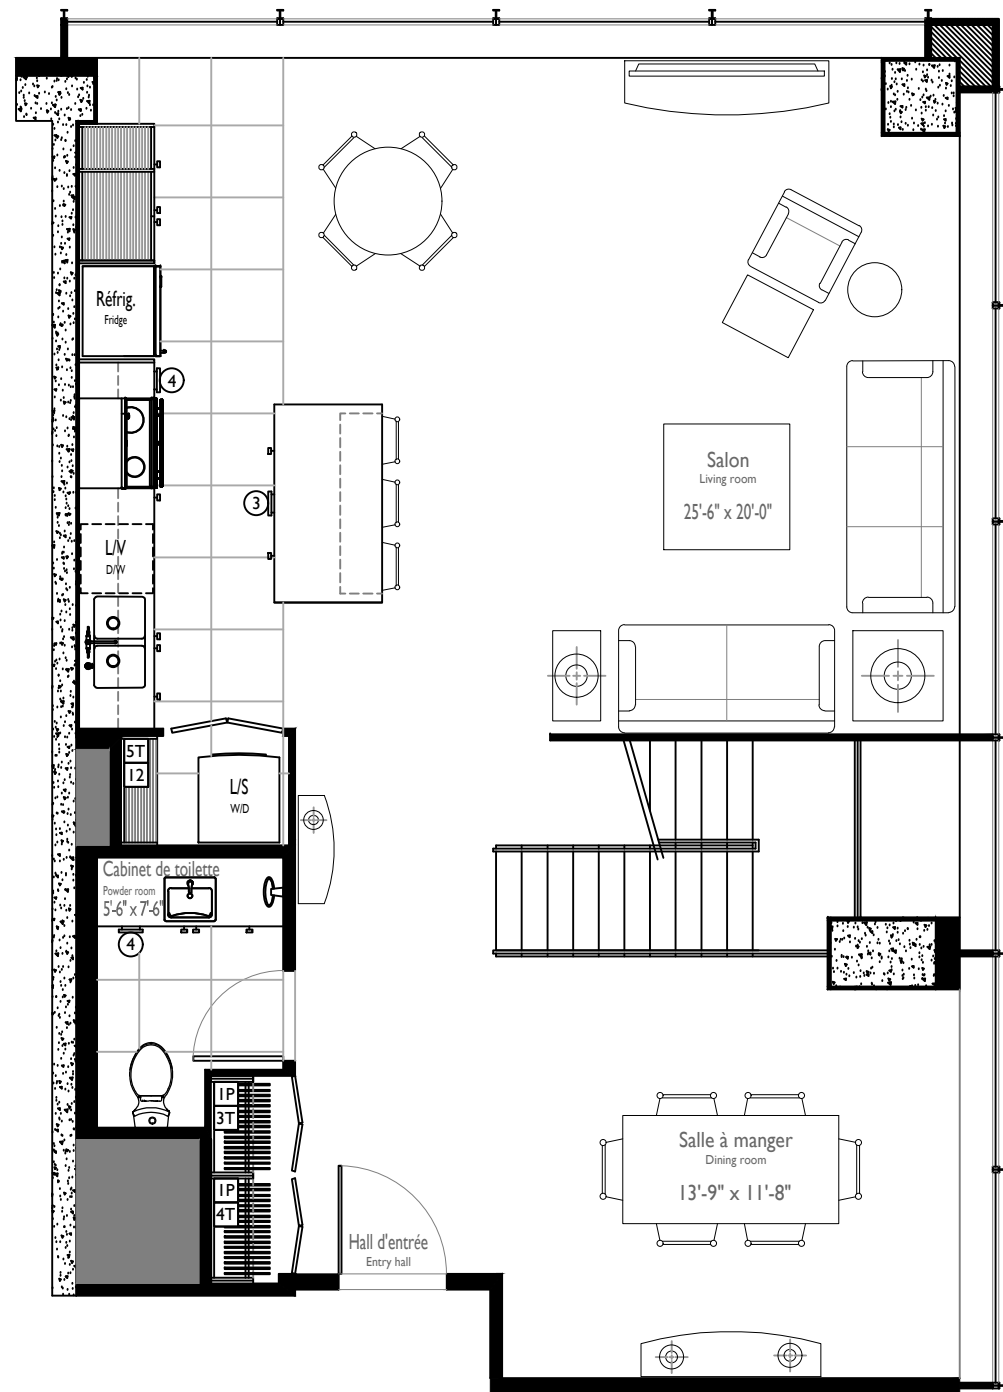 Réfrig.
Fridge
4
3
Salon
Living room
25'-6" x 20'-0"
L/V
D/W
5T
12
L/S
W/D
Cabinet de toilette
Powder room
5'-6" x 7'-6"
4
1P
3T
1P
4T
Salle à manger
Dining room
13'-9" x 11'-8"
Hall d'entrée
Entry hall